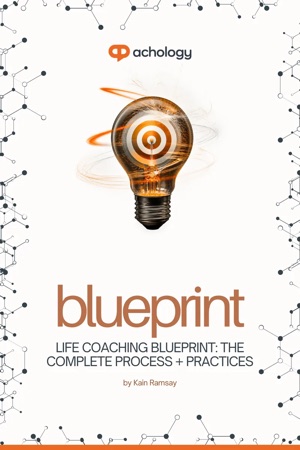 achology
blueprint
LIFE COACHING BLUEPRINT: THE
COMPLETE PROCESS + PRACTICES
by Kain Ramsay